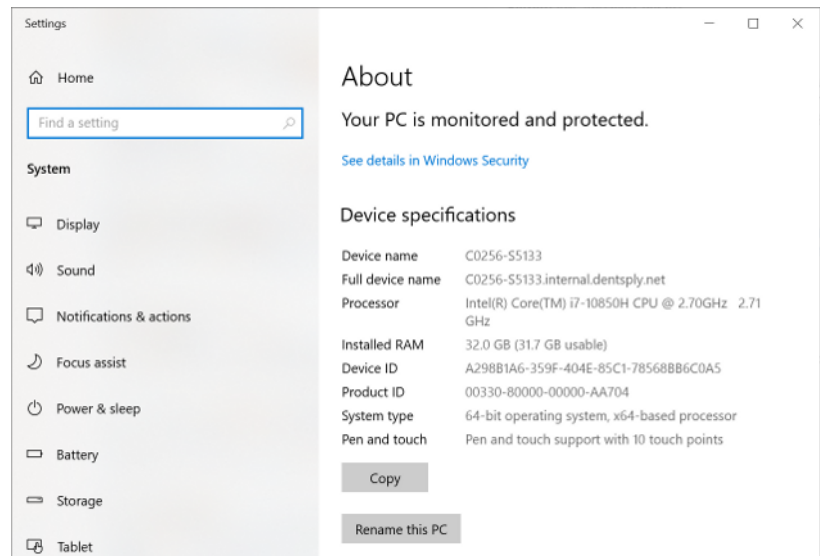 Settings
Home
Find a setting
System
Display
Sound
Notifications & actions
Focus assist
Power & sleep
Battery
Storage
Tablet
About
Your PC is monitored and protected.
See details in Windows Security
Device specifications
Device name C0256-S5133
Full device name C0256-S5133.internal.dentsply.net
Processor Intel(R) Core(TM) i7-10850H CPU @ 2.70GHz 2.71
GHz
Installed RAM 32.0 GB (31.7 GB usable)
Device ID A298B1A6-359F-404E-85C1-78568BB6C0A5
Product ID 00330-80000-00000-AA704
System type 64-bit operating system, x64-based processor
Pen and touch Pen and touch support with 10 touch points
Copy
Rename this PC